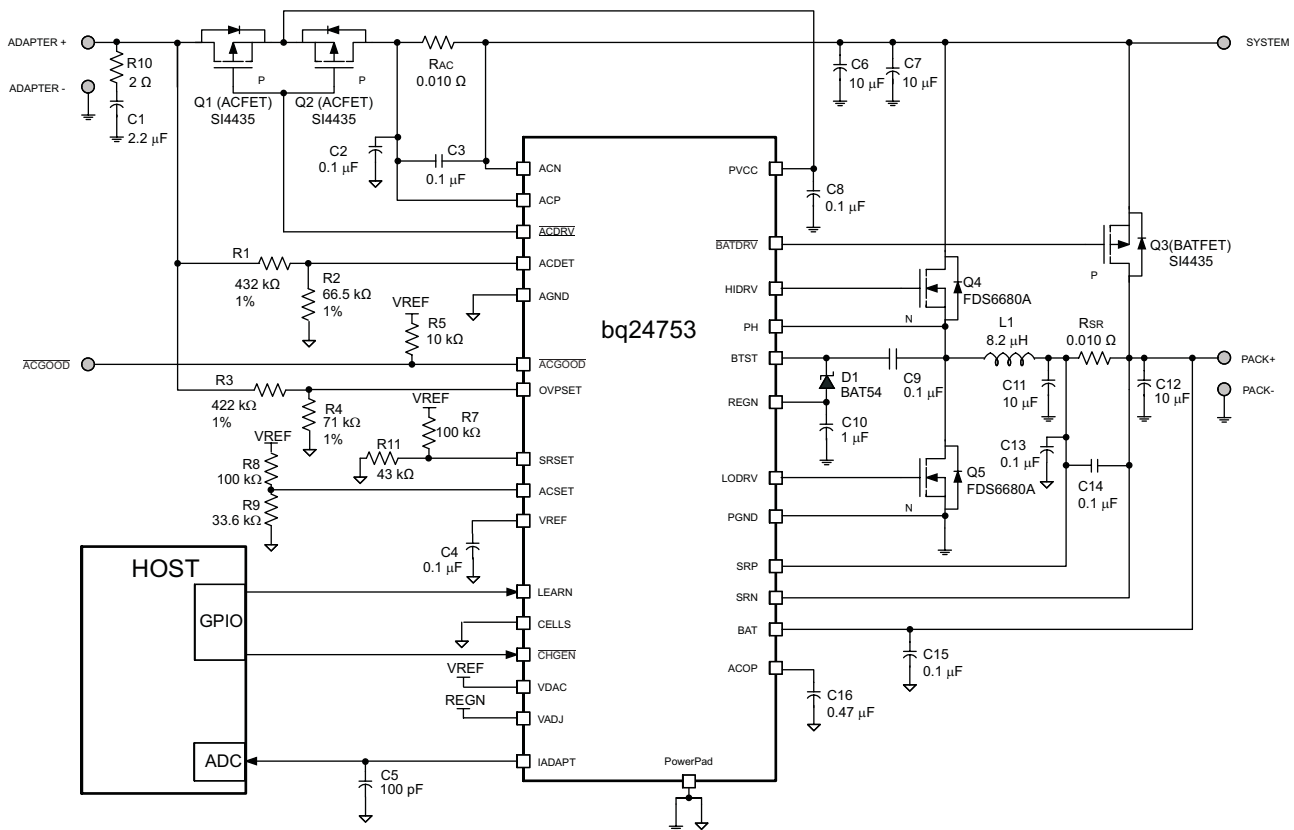 ADAPTER +
ADAPTER -
R10
2 Ω
C1
2.2 μF
P
Q1 (ACFET)
SI4435
P
Q2 (ACFET)
SI4435
RAC
0.010 Ω
C6
10 μF
C7
10 μF
SYSTEM
C2
0.1 μF
C3
0.1 μF
ACN
ACP
ACDRV
ACDET
AGND
ACGOOD
OVPSET
SRSET
ACSET
VREF
LEARN
CELLS
CHGEN
VDAC
VADJ
IADAPT
bq24753
PVCC
BATDRV
HIDRV
PH
BTST
REGN
LODRV
PGND
SRP
SRN
BAT
ACOP
PowerPad
C8
0.1 μF
Q3(BATFET)
SI4435
P
Q4
FDS6680A
N
R1
432 kΩ
1%
R2
66.5 kΩ
1%
VREF
R5
10 kΩ
ACGOOD
R3
422 kΩ
1%
R4
71 kΩ
1%
VREF
R7
100 kΩ
R11
43 kΩ
VREF
R8
100 kΩ
R9
33.6 kΩ
C4
0.1 μF
D1
BAT54
C9
0.1 μF
C10
1 μF
L1
8.2 μH
RSR
0.010 Ω
C11
10 μF
C12
10 μF
PACK+
PACK-
C13
0.1 μF
C14
0.1 μF
Q5
FDS6680A
N
C15
0.1 μF
C16
0.47 μF
HOST
GPIO
ADC
VREF
REGN
C5
100 pF